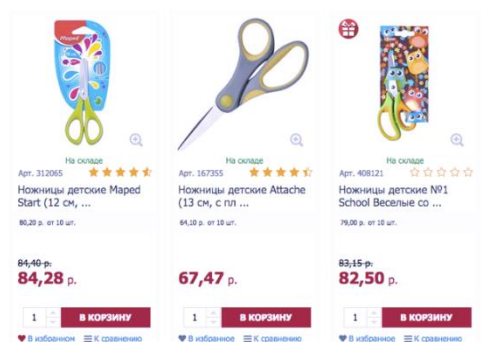 Maped
На складе
Арт. 312065
Ножницы детские Maped
Start (12 см, ...
80,20 р. от 10 шт.
84,40 р.
84,28 р.
1
В КОРЗИНУ
В избранном
К сравнению
На складе
Арт. 167355
Ножницы детские Attache
(13 см, с пл ...
64,10 р. от 10 шт.
67,47 р.
1
В КОРЗИНУ
В избранное
К сравнению
На складе
Арт. 408121
Ножницы детские №1
School Веселые со ...
79,00 р. от 10 шт.
83,15 р.
82,50 р.
1
В КОРЗИНУ
В избранное
К сравнению